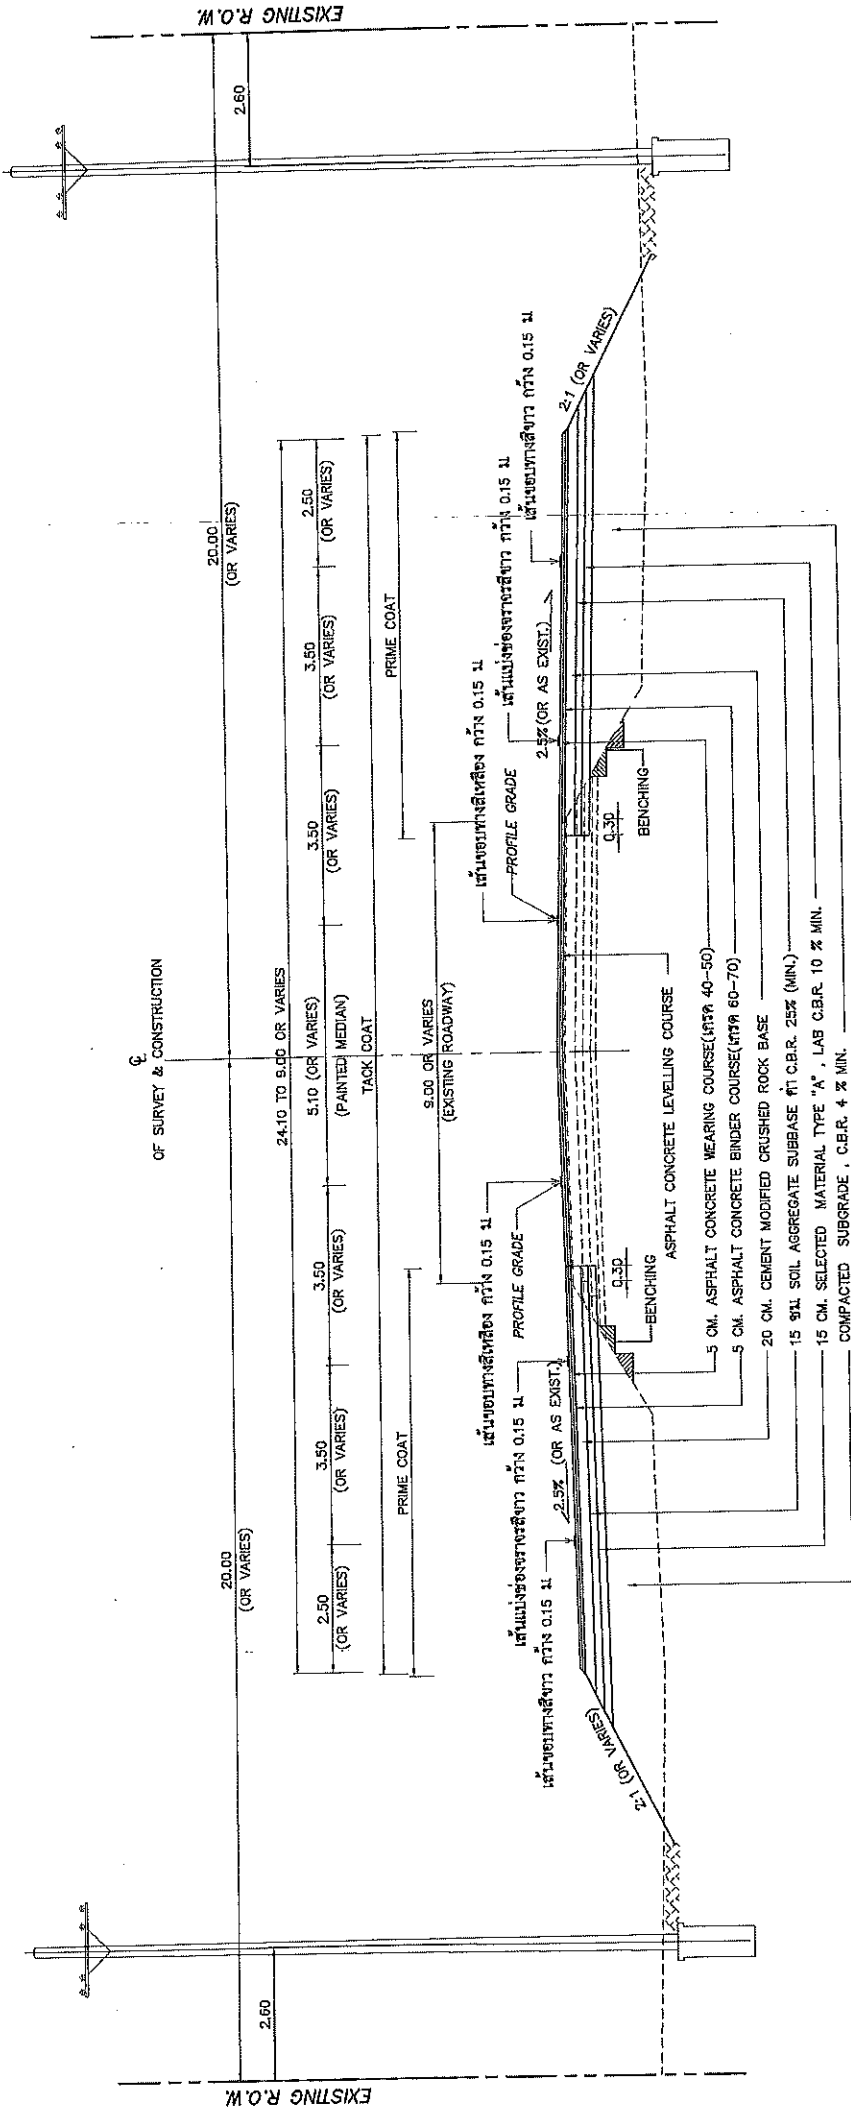 ℄
OF SURVEY & CONSTRUCTION
EXISTING R.O.W.
EXISTING R.O.W.
20.00
(OR VARIES)
20.00
(OR VARIES)
2.60
2.60
24.10 TO 9.00 OR VARIES
2.50
(OR VARIES)
3.50
(OR VARIES)
3.50
(OR VARIES)
5.10 (OR VARIES)
(PAINTED MEDIAN)
3.50
(OR VARIES)
3.50
(OR VARIES)
2.50
(OR VARIES)
TACK COAT
PRIME COAT
PRIME COAT
9.00 OR VARIES
(EXISTING ROADWAY)
เส้นขอบทางสีเหลือง กว้าง 0.15 ม
เส้นขอบทางสีเหลือง กว้าง 0.15 ม
PROFILE GRADE
PROFILE GRADE
เส้นแบ่งช่องจราจรสีขาว กว้าง 0.15 ม
เส้นแบ่งช่องจราจรสีขาว กว้าง 0.15 ม
เส้นขอบทางสีขาว กว้าง 0.15 ม
เส้นขอบทางสีขาว กว้าง 0.15 ม
2.5% (OR AS EXIST.)
2.5% (OR AS EXIST.)
2:1 (OR VARIES)
2:1 (OR VARIES)
0.30
0.30
BENCHING
BENCHING
ASPHALT CONCRETE LEVELLING COURSE
5 CM. ASPHALT CONCRETE WEARING COURSE(เกรด 40-50)
5 CM. ASPHALT CONCRETE BINDER COURSE(เกรด 60-70)
20 CM. CEMENT MODIFIED CRUSHED ROCK BASE
15 ซม. SOIL AGGREGATE SUBBASE ค่า C.B.R. 25% (MIN.)
15 CM. SELECTED MATERIAL TYPE "A" , LAB C.B.R. 10 % MIN.
COMPACTED SUBGRADE , C.B.R. 4 % MIN.